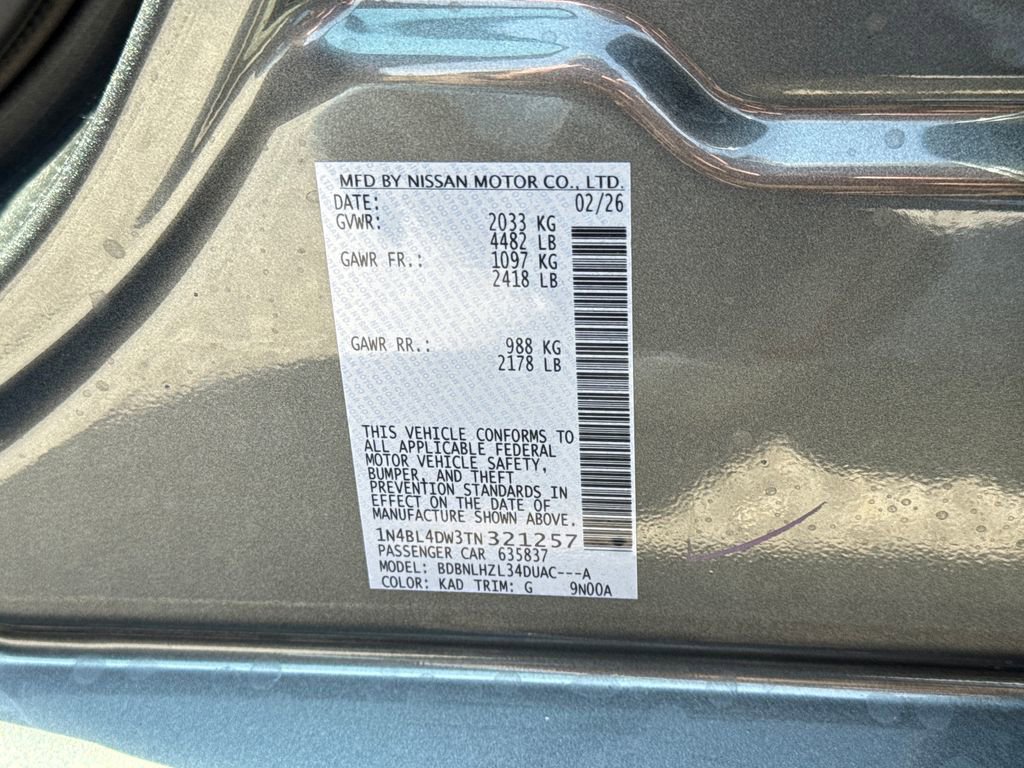 MFD BY NISSAN MOTOR CO., LTD.
DATE: 02/26
GVWR: 2033 KG
4482 LB
GAWR FR.: 1097 KG
2418 LB
GAWR RR.: 988 KG
2178 LB
THIS VEHICLE CONFORMS TO
ALL APPLICABLE FEDERAL
MOTOR VEHICLE SAFETY,
BUMPER, AND THEFT
PREVENTION STANDARDS IN
EFFECT ON THE DATE OF
MANUFACTURE SHOWN ABOVE.
1N4BL4DW3TN321257
PASSENGER CAR 635837
MODEL: BDBNLHZL34DUAC---A
COLOR: KAD TRIM: G 9N00A